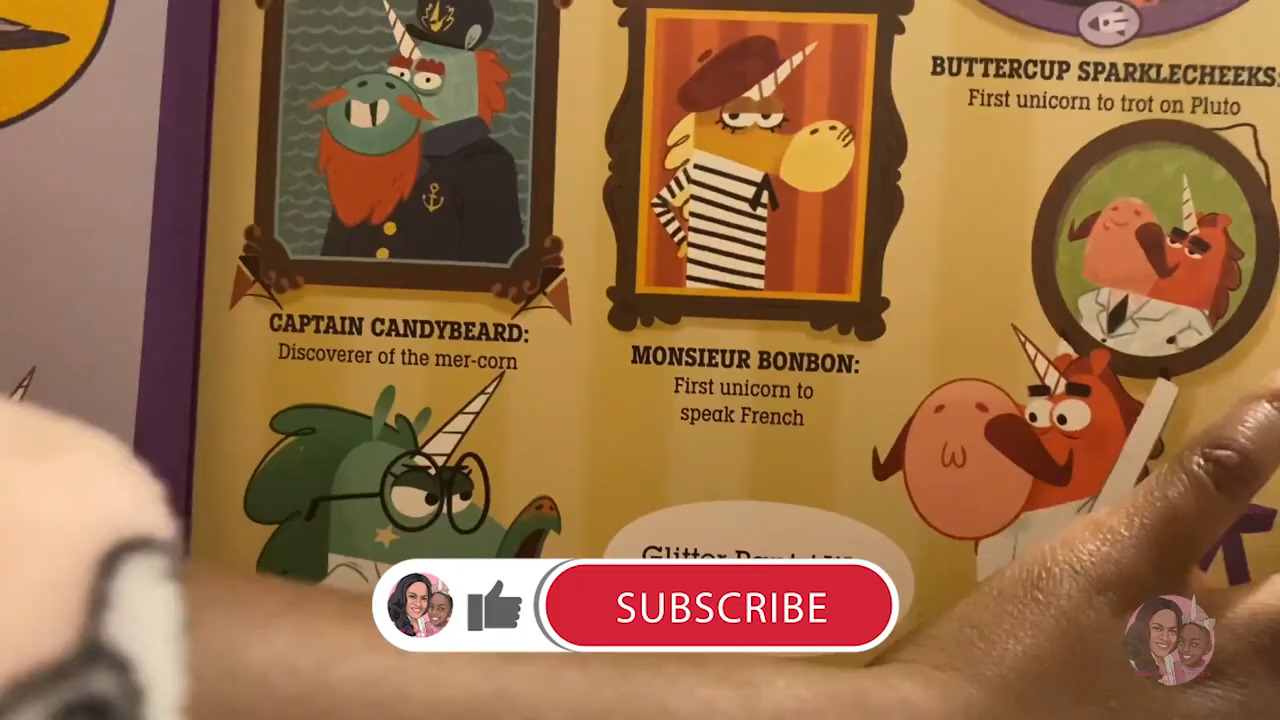 BUTTERCUP SPARKLECHEEKS:
First unicorn to trot on Pluto
CAPTAIN CANDYBEARD:
Discoverer of the mer-corn
MONSIEUR BONBON:
First unicorn to
speak French
Glitter
SUBSCRIBE